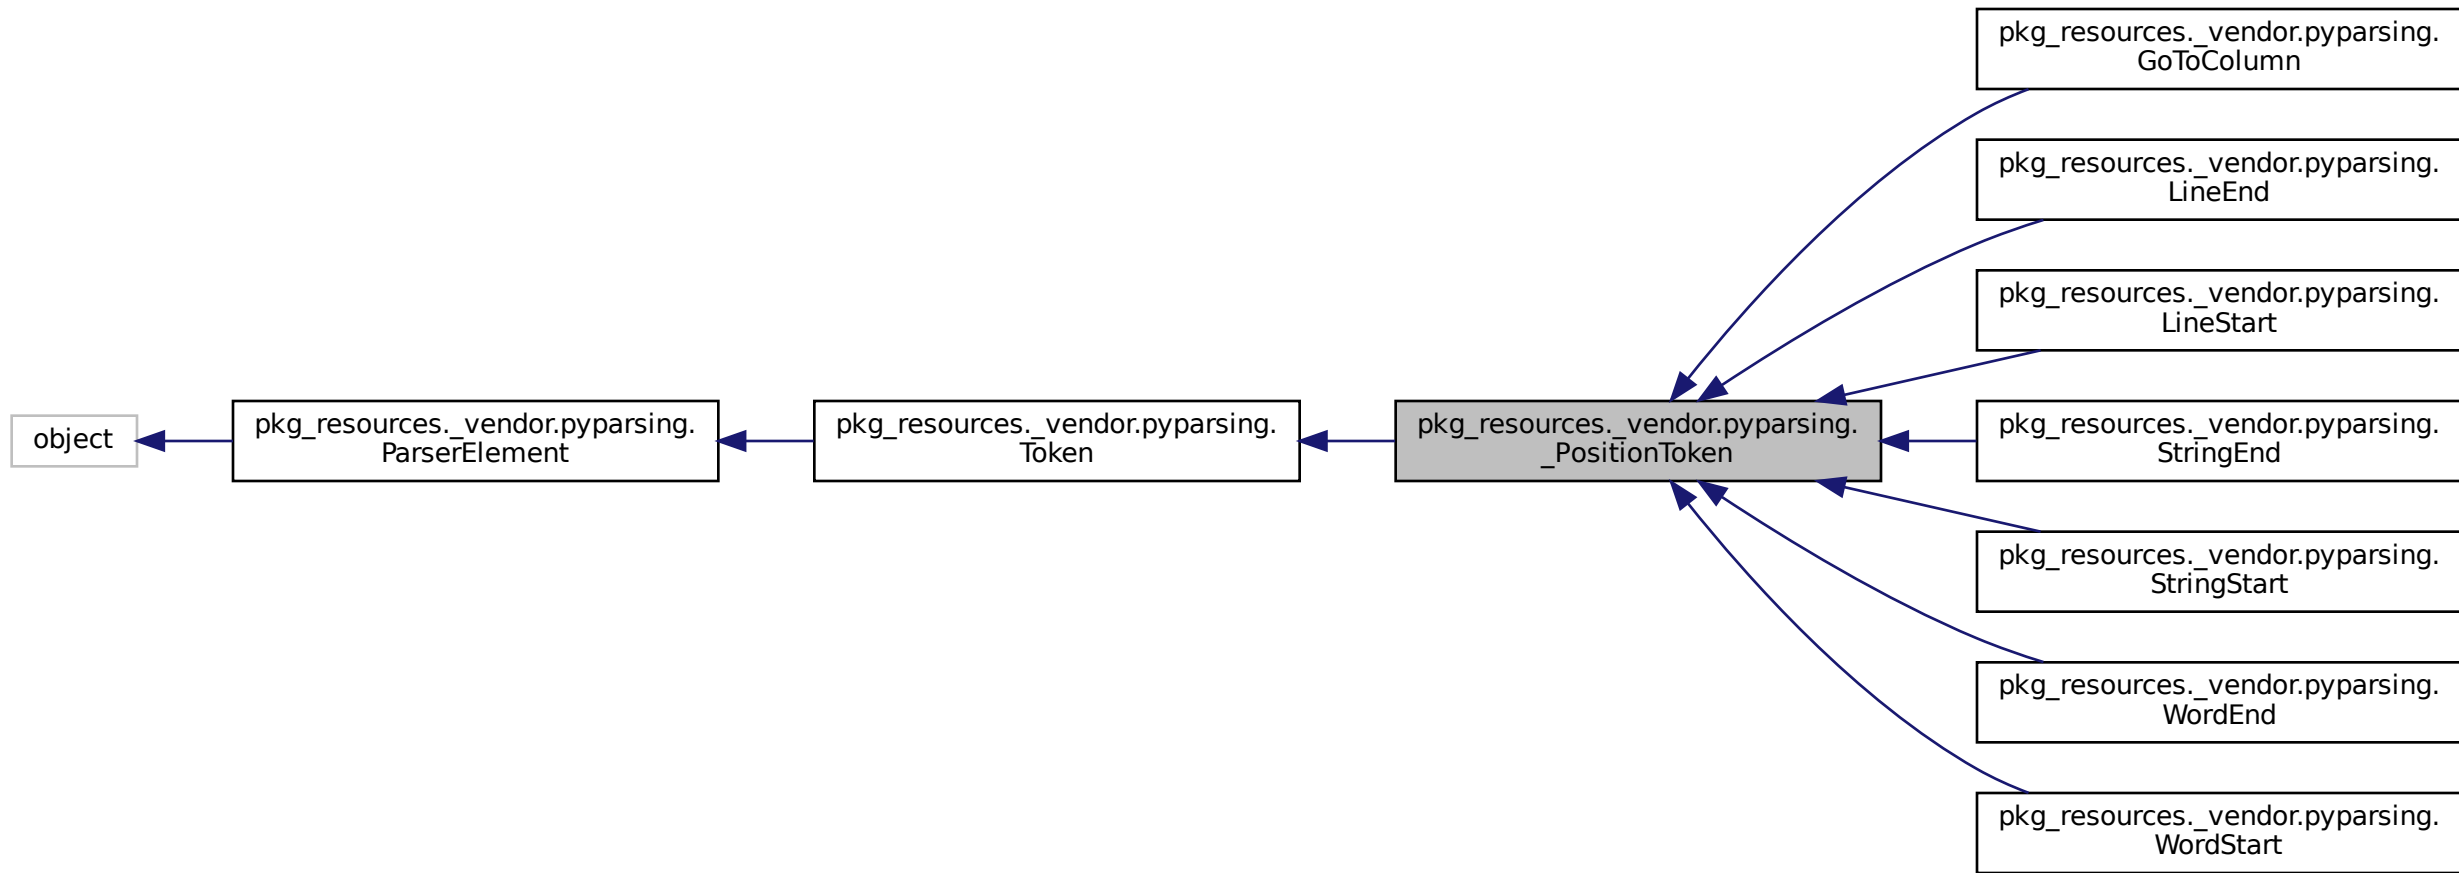 object
pkg_resources._vendor.pyparsing.
ParserElement
pkg_resources._vendor.pyparsing.
Token
pkg_resources._vendor.pyparsing.
_PositionToken
pkg_resources._vendor.pyparsing.
GoToColumn
pkg_resources._vendor.pyparsing.
LineEnd
pkg_resources._vendor.pyparsing.
LineStart
pkg_resources._vendor.pyparsing.
StringEnd
pkg_resources._vendor.pyparsing.
StringStart
pkg_resources._vendor.pyparsing.
WordEnd
pkg_resources._vendor.pyparsing.
WordStart